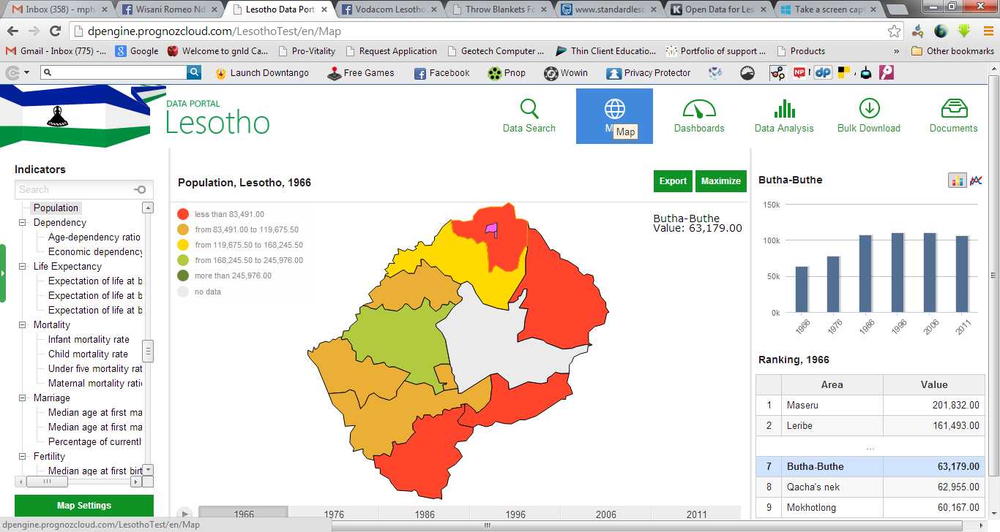 Inbox (358) - mph
Wisani Romeo Nd
Lesotho Data Port
Vodacom Lesotho
Throw Blankets Fo
www.standardlesc
Open Data for Les
Take a screen capt
dpengine.prognozcloud.com/LesothoTest/en/Map
Gmail - Inbox (775) -...
Google
Welcome to gnld Ca...
Pro-Vitality
Request Application
Geotech Computer ...
Thin Client Educatio...
Portfolio of support ...
Products
»
Other bookmarks
Launch Downtango
Free Games
Facebook
Pnop
Wowin
Privacy Protector
NP
dp
DATA PORTAL
Lesotho
Data Search
M
Map
Dashboards
Data Analysis
Bulk Download
Documents
Indicators
Search
Population
Dependency
Age-dependency ratio
Economic dependency
Life Expectancy
Expectation of life at b
Expectation of life at b
Expectation of life at b
Mortality
Infant mortality rate
Child mortality rate
Under five mortality rat
Maternal mortality rati
Marriage
Median age at first ma
Median age at first ma
Percentage of currentl
Fertility
Median age at first birt
Map Settings
Population, Lesotho, 1966
Export
Maximize
less than 83,491.00
from 83,491.00 to 119,675.50
from 119,675.50 to 168,245.50
from 168,245.50 to 245,976.00
more than 245,976.00
no data
Butha-Buthe
Value: 63,179.00
1966
1976
1986
1996
2006
2011
Butha-Buthe
150k
100k
50k
0k
1966
1976
1986
1996
2006
2011
Ranking, 1966
Area Value
1 Maseru 201,832.00
2 Leribe 161,493.00
...
7 Butha-Buthe 63,179.00
8 Qacha's nek 62,955.00
9 Mokhotlong 60,167.00
dpengine.prognozcloud.com/LesothoTest/en/Map